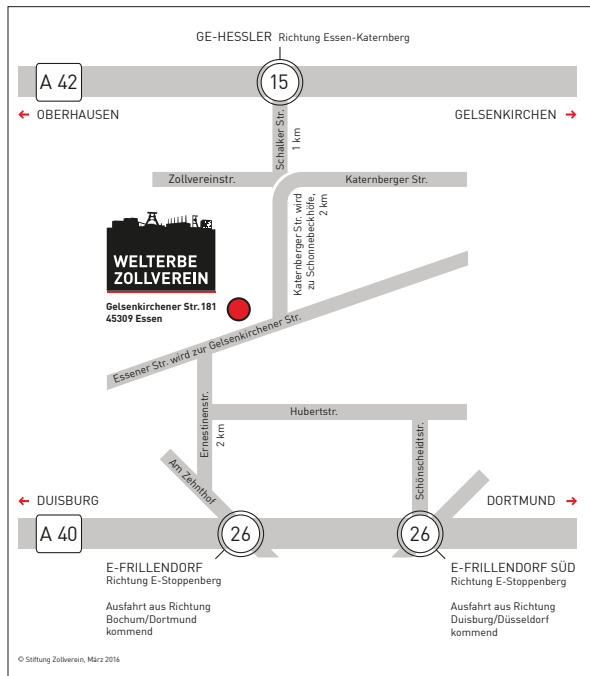 GE-HESSLER Richtung Essen-Katernberg
A 42
15
← OBERHAUSEN
GELSENKIRCHEN →
Schalker Str.
1 km
Zollvereinstr.
Katernberger Str.
Katernberger Str. wird
zu Schonnebeckhöfe,
2 km
WELTERBE
ZOLLVEREIN
Gelsenkirchener Str. 181
45309 Essen
Essener Str. wird zur Gelsenkirchener Str.
Ernestinenstr.
2 km
Hubertstr.
Schönscheidtstr.
Am Zehnthof
← DUISBURG
DORTMUND →
A 40
26
26
E-FRILLENDORF
Richtung E-Stoppenberg
Ausfahrt aus Richtung
Bochum/Dortmund
kommend
E-FRILLENDORF SÜD
Richtung E-Stoppenberg
Ausfahrt aus Richtung
Duisburg/Düsseldorf
kommend
© Stiftung Zollverein, März 2016